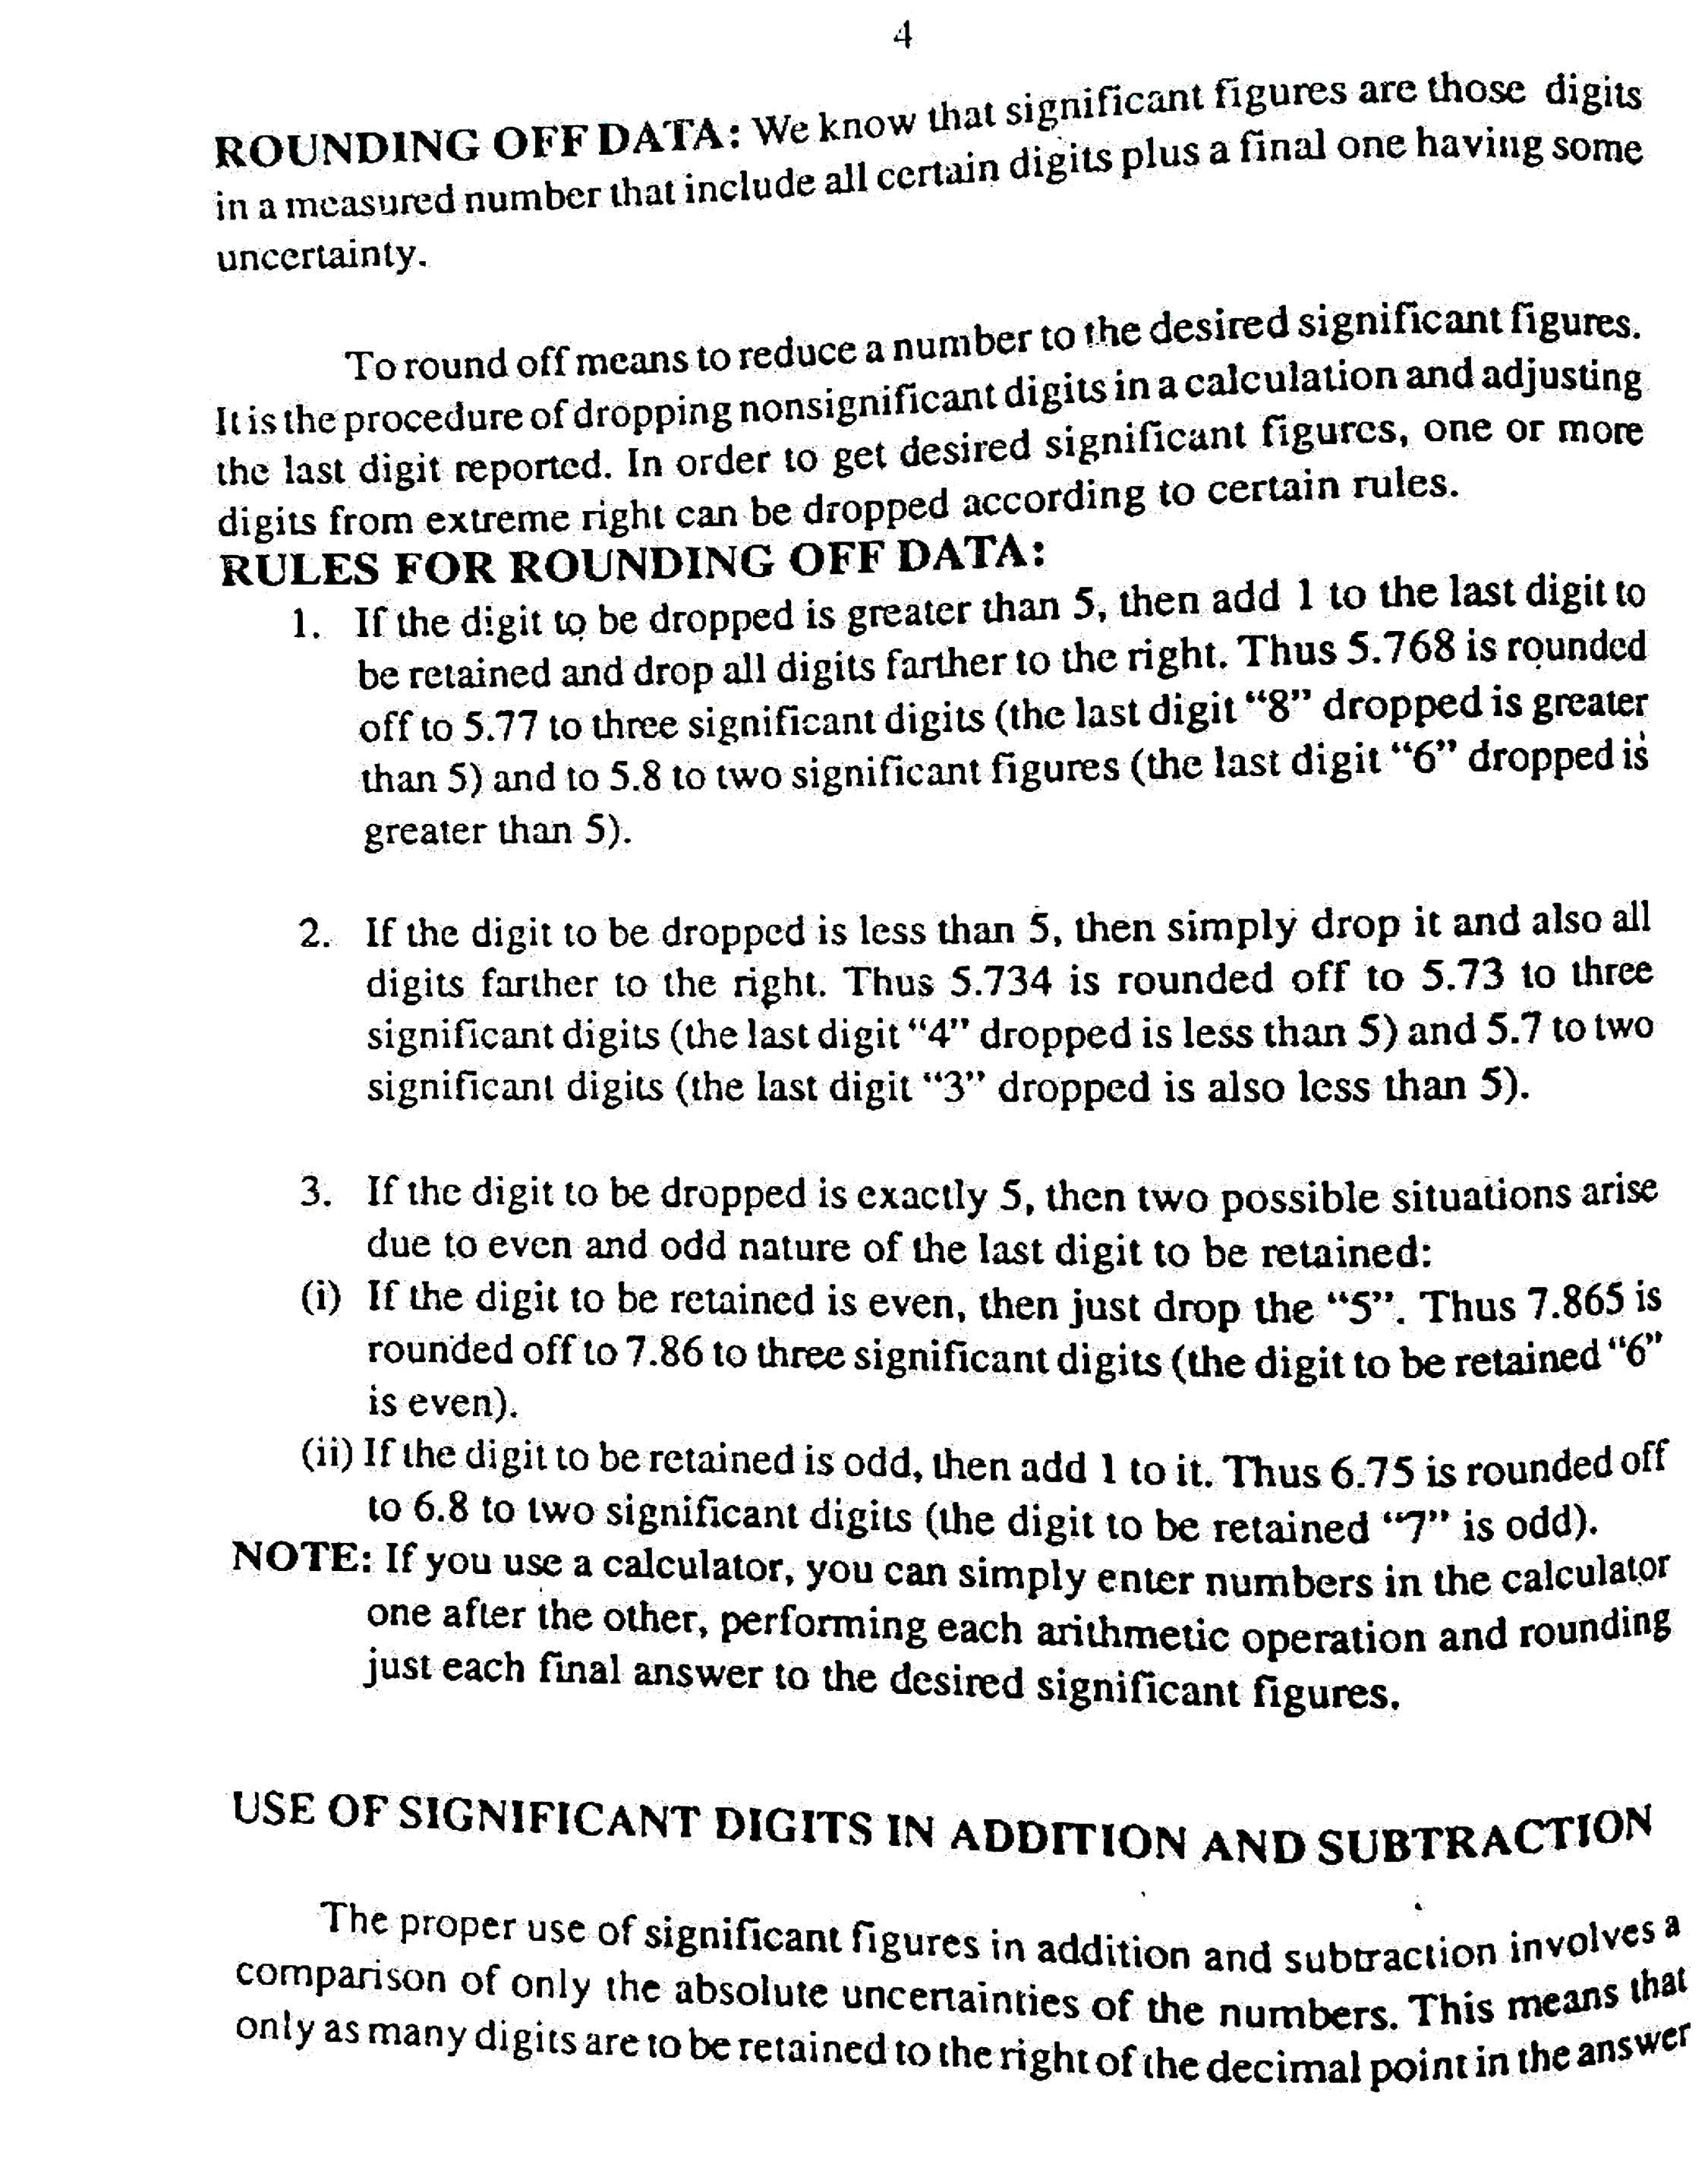 4
ROUNDING OFF DATA: We know that significant figures are those digits
in a measured number that include all certain digits plus a final one having some
uncertainty.
To round off means to reduce a number to the desired significant figures.
It is the procedure of dropping nonsignificant digits in a calculation and adjusting
the last digit reported. In order to get desired significant figures, one or more
digits from extreme right can be dropped according to certain rules.
RULES FOR ROUNDING OFF DATA:
1. If the digit to be dropped is greater than 5, then add 1 to the last digit to
be retained and drop all digits farther to the right. Thus 5.768 is rounded
off to 5.77 to three significant digits (the last digit “8” dropped is greater
than 5) and to 5.8 to two significant figures (the last digit “6” dropped is
greater than 5).
2. If the digit to be dropped is less than 5, then simply drop it and also all
digits farther to the right. Thus 5.734 is rounded off to 5.73 to three
significant digits (the last digit “4” dropped is less than 5) and 5.7 to two
significant digits (the last digit “3” dropped is also less than 5).
3. If the digit to be dropped is exactly 5, then two possible situations arise
due to even and odd nature of the last digit to be retained:
(i) If the digit to be retained is even, then just drop the “5”. Thus 7.865 is
rounded off to 7.86 to three significant digits (the digit to be retained “6”
is even).
(ii) If the digit to be retained is odd, then add 1 to it. Thus 6.75 is rounded off
to 6.8 to two significant digits (the digit to be retained “7” is odd).
NOTE: If you use a calculator, you can simply enter numbers in the calculator
one after the other, performing each arithmetic operation and rounding
just each final answer to the desired significant figures.
USE OF SIGNIFICANT DIGITS IN ADDITION AND SUBTRACTION
The proper use of significant figures in addition and subtraction involves a
comparison of only the absolute uncertainties of the numbers. This means that
only as many digits are to be retained to the right of the decimal point in the answer